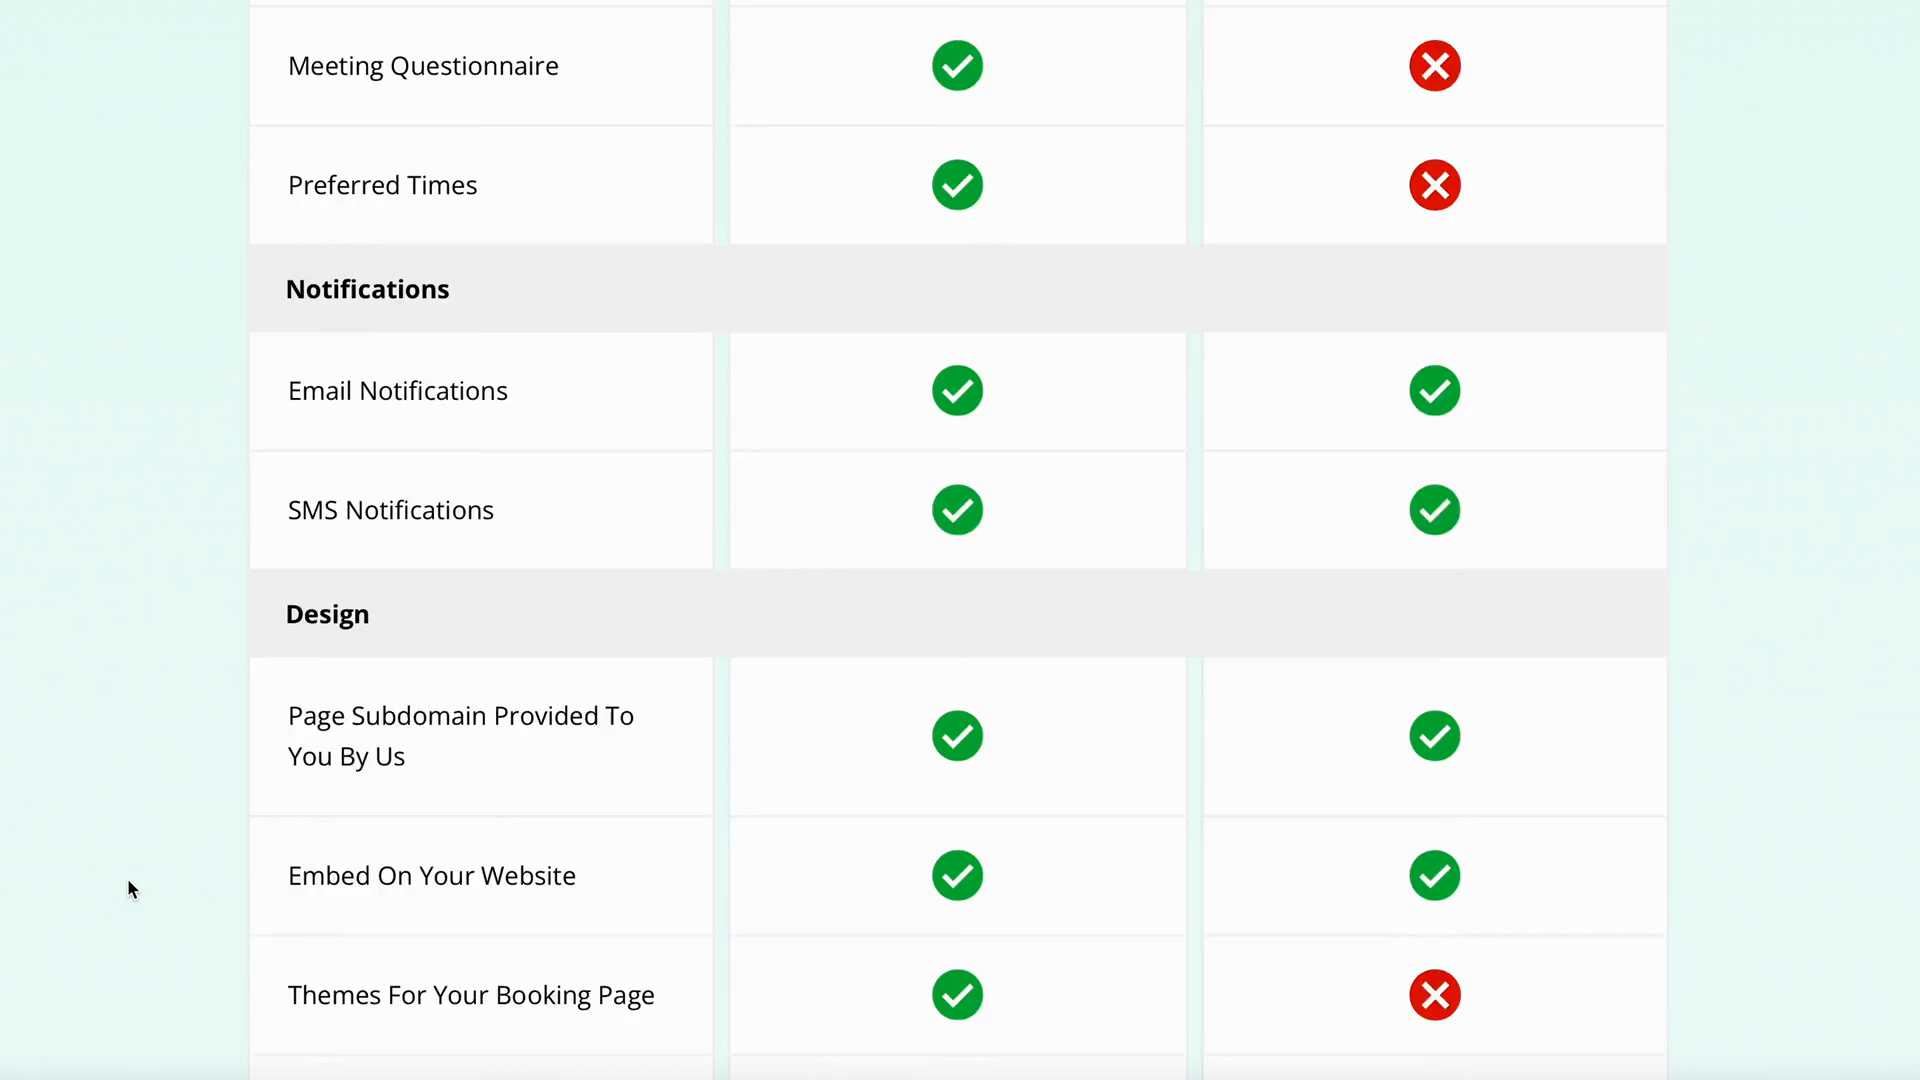 Meeting Questionnaire
Preferred Times
Notifications
Email Notifications
SMS Notifications
Design
Page Subdomain Provided To
You By Us
Embed On Your Website
Themes For Your Booking Page